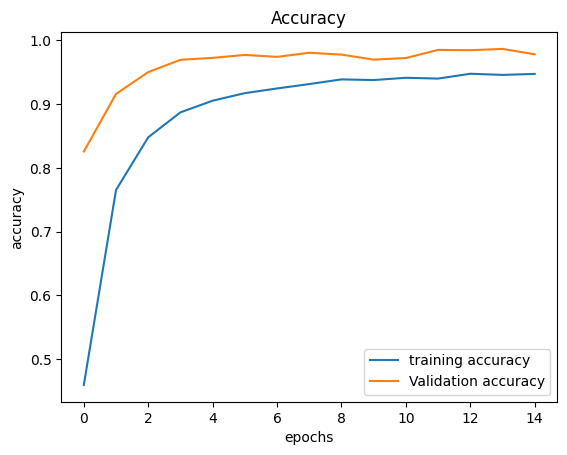 Accuracy
1.0
0.9
0.8
0.7
0.6
0.5
accuracy
training accuracy
Validation accuracy
0 2 4 6 8 10 12 14
epochs